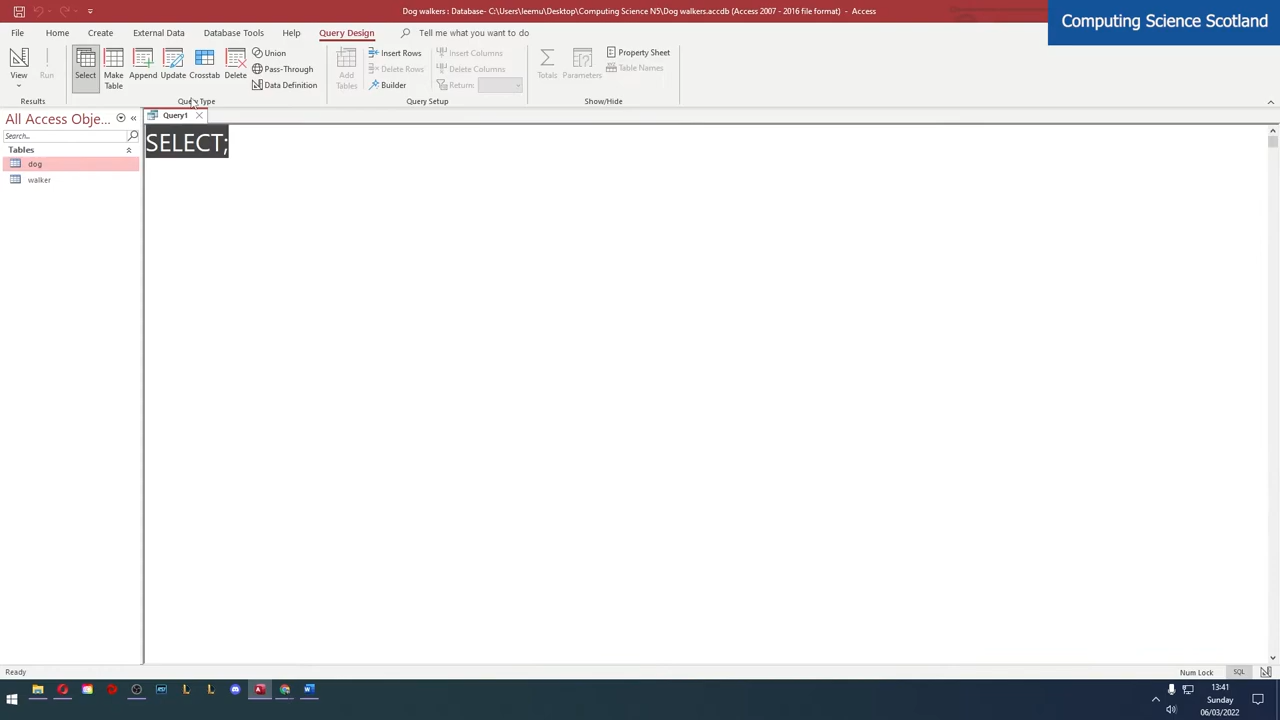 Dog walkers : Database- C:\Users\leemu\Desktop\Computing Science N5\Dog walkers.accdb (Access 2007 - 2016 file format) - Access
Computing Science Scotland
File Home Create External Data Database Tools Help Query Design Tell me what you want to do
View
Run
Results
Select
Make Table
Append
Update
Crosstab
Delete
Union
Pass-Through
Data Definition
Query Type
Add Tables
Insert Rows
Delete Rows
Builder
Insert Columns
Delete Columns
Return:
Query Setup
Totals
Parameters
Property Sheet
Table Names
Show/Hide
All Access Obje...
Search...
Tables
dog
walker
Query1
SELECT;
Ready
Num Lock
SQL
13:41
Sunday
06/03/2022